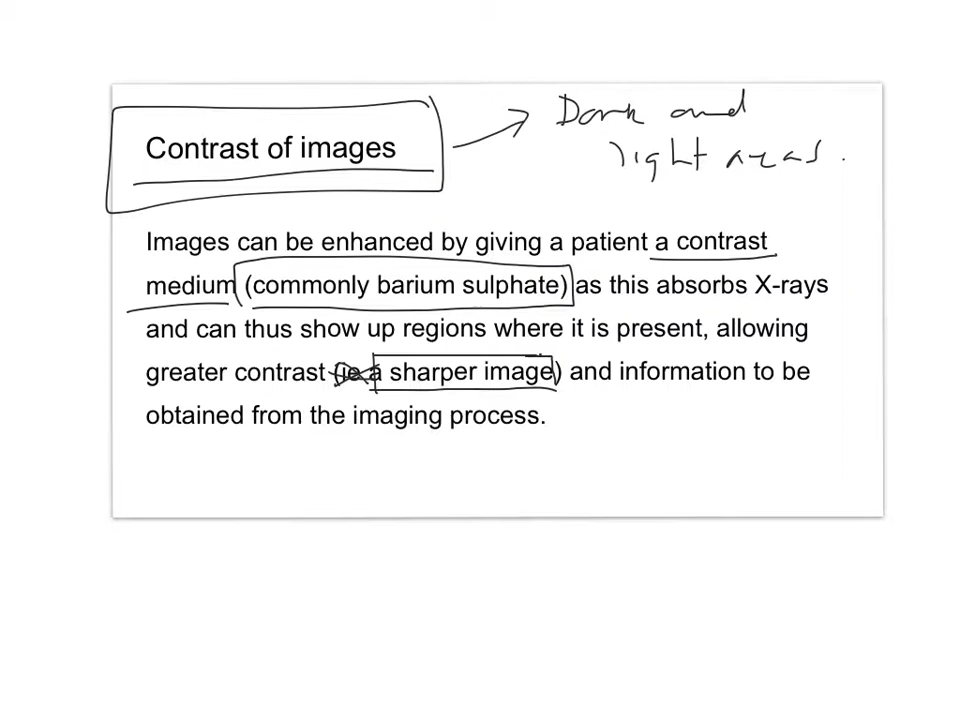 Contrast of images
Dark and
light areas.
Images can be enhanced by giving a patient a contrast
medium (commonly barium sulphate) as this absorbs X-rays
and can thus show up regions where it is present, allowing
greater contrast (ie a sharper image) and information to be
obtained from the imaging process.